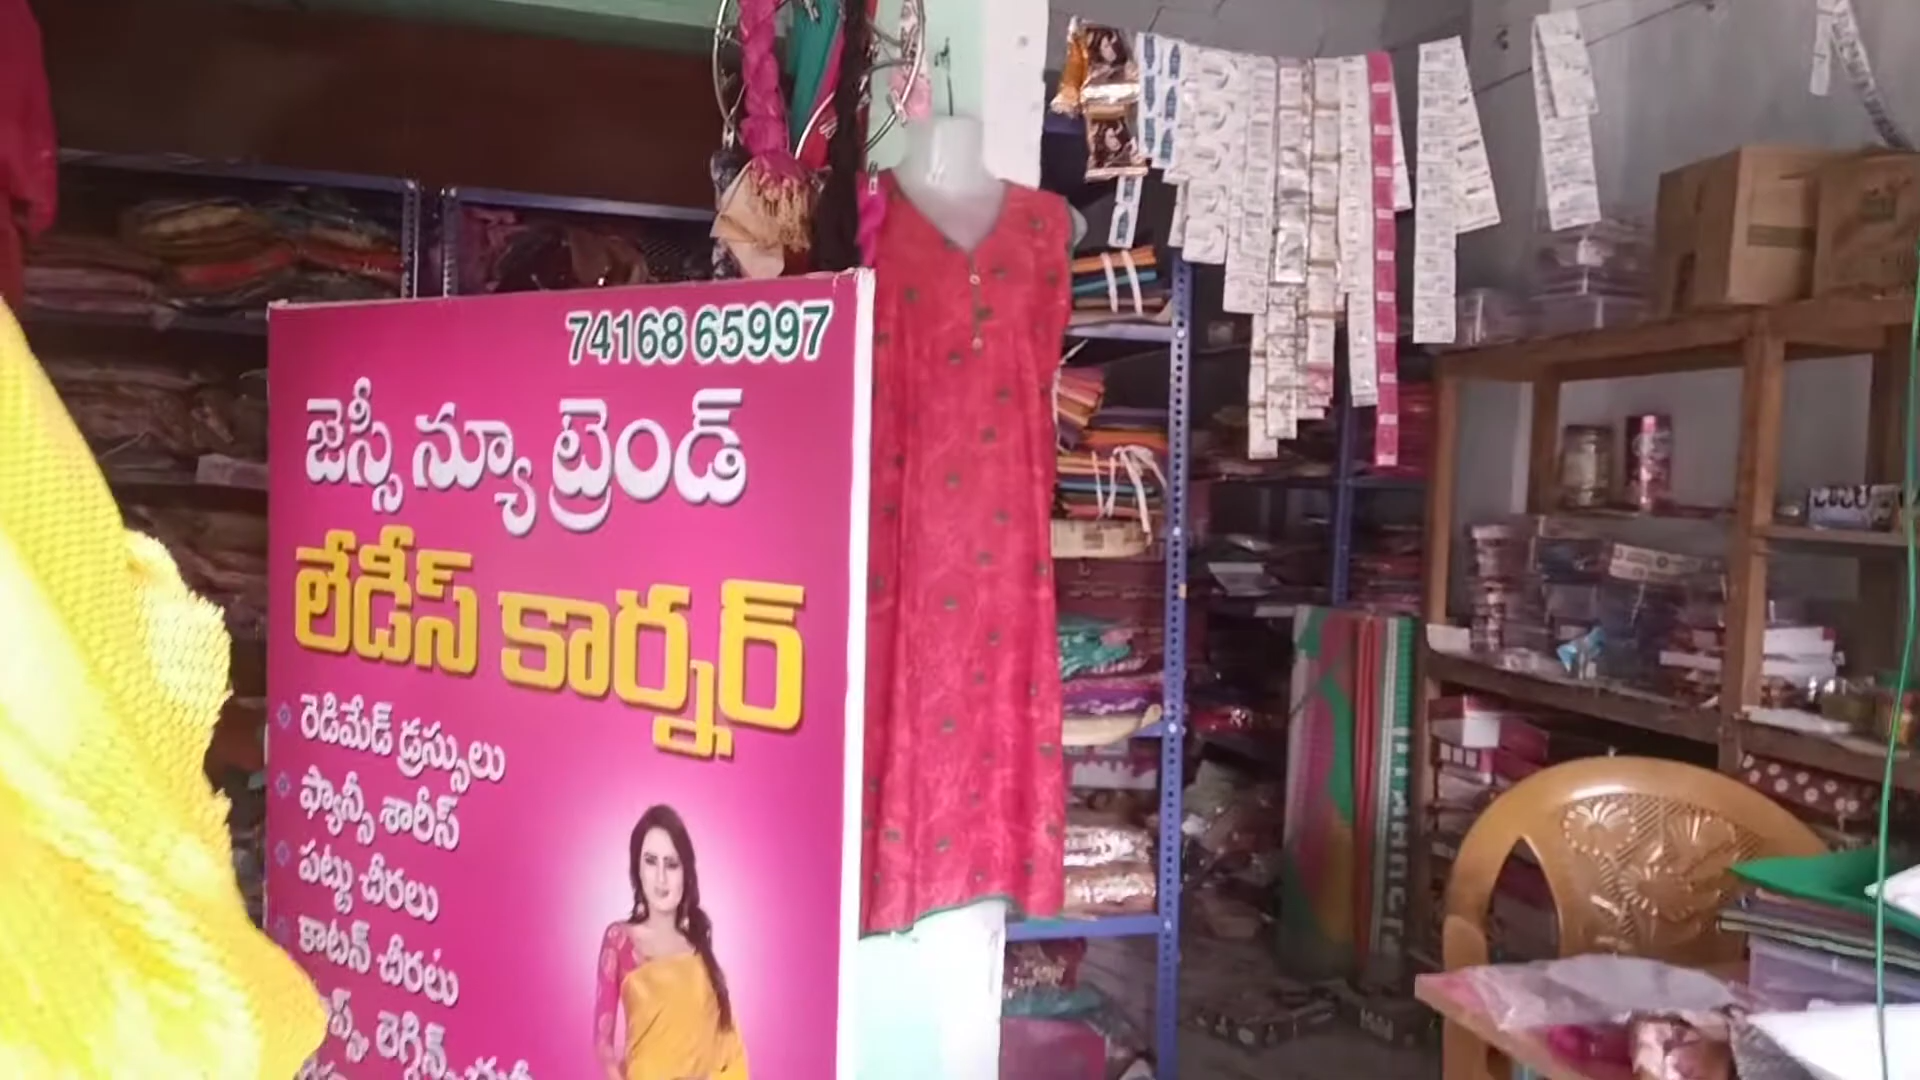 74168 65997
జెస్సీ న్యూ ట్రెండ్
లేడీస్ కార్నర్
రెడిమేడ్ డ్రస్సులు
ఫ్యాన్సీ శారీస్
పట్టు చీరలు
కాటన్ చీరలు
లెగ్గిన్స్